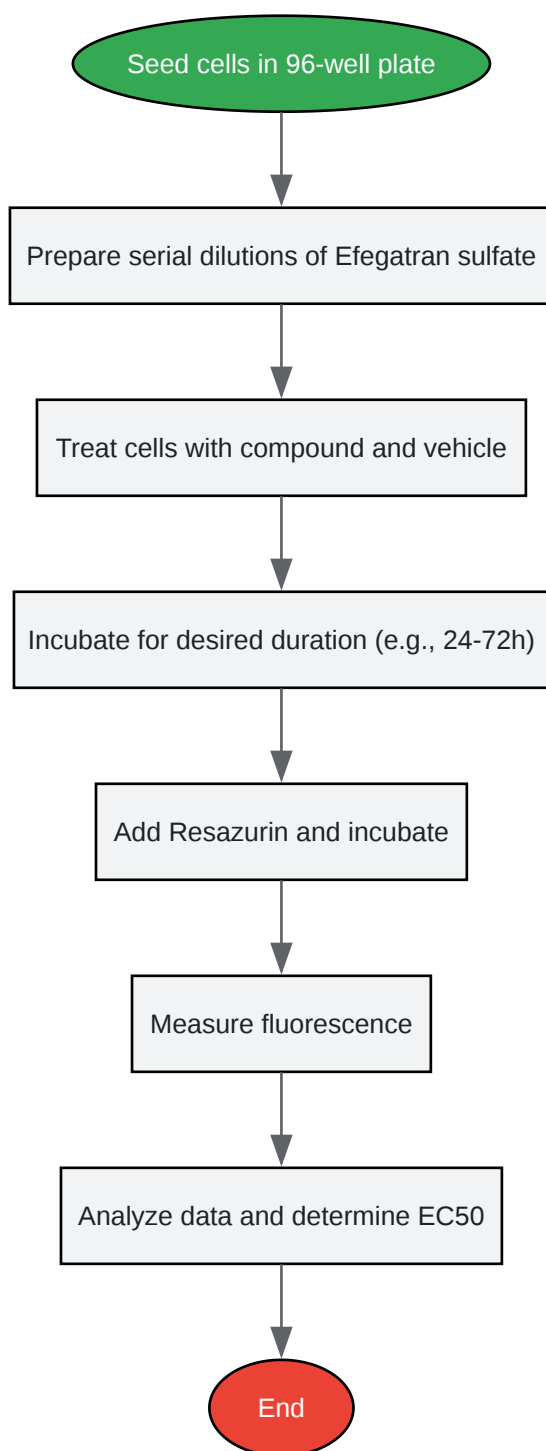 Seed cells in 96-well plate
Prepare serial dilutions of Efegatran sulfate
Treat cells with compound and vehicle
Incubate for desired duration (e.g., 24-72h)
Add Resazurin and incubate
Measure fluorescence
Analyze data and determine EC50
End